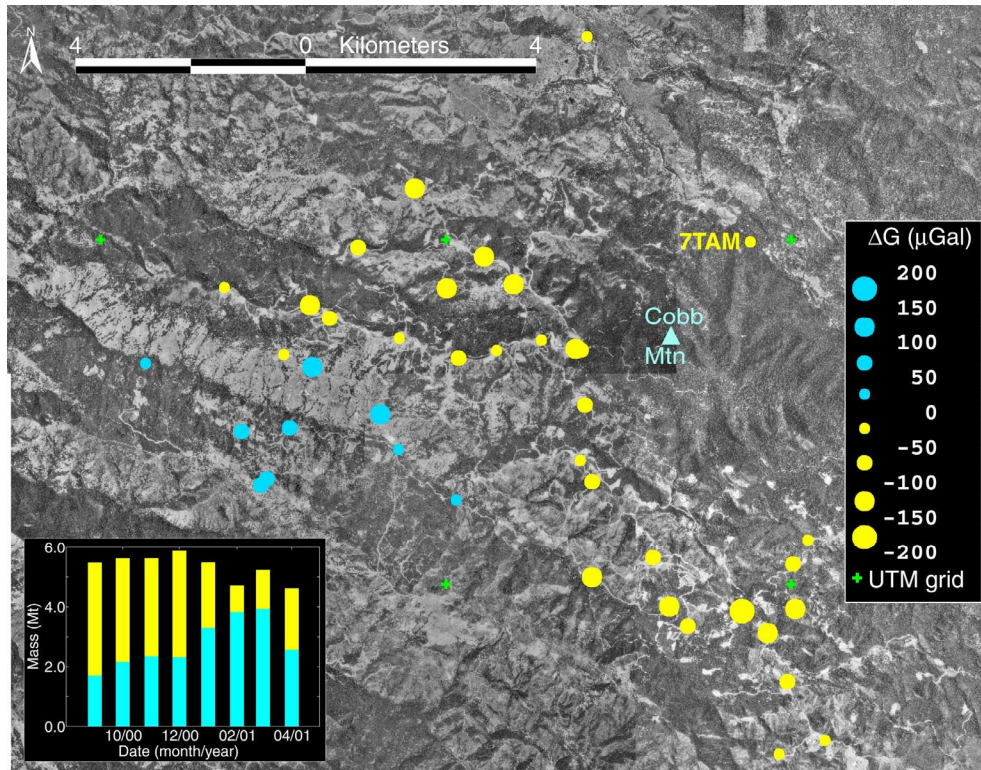 N
4 0 Kilometers 4
7TAM
Cobb
Mtn
ΔG (μGal)
200
150
100
50
0
-50
-100
-150
-200
UTM grid
Mass (Mt)
6.0
4.0
2.0
0.0
10/00 12/00 02/01 04/01
Date (month/year)